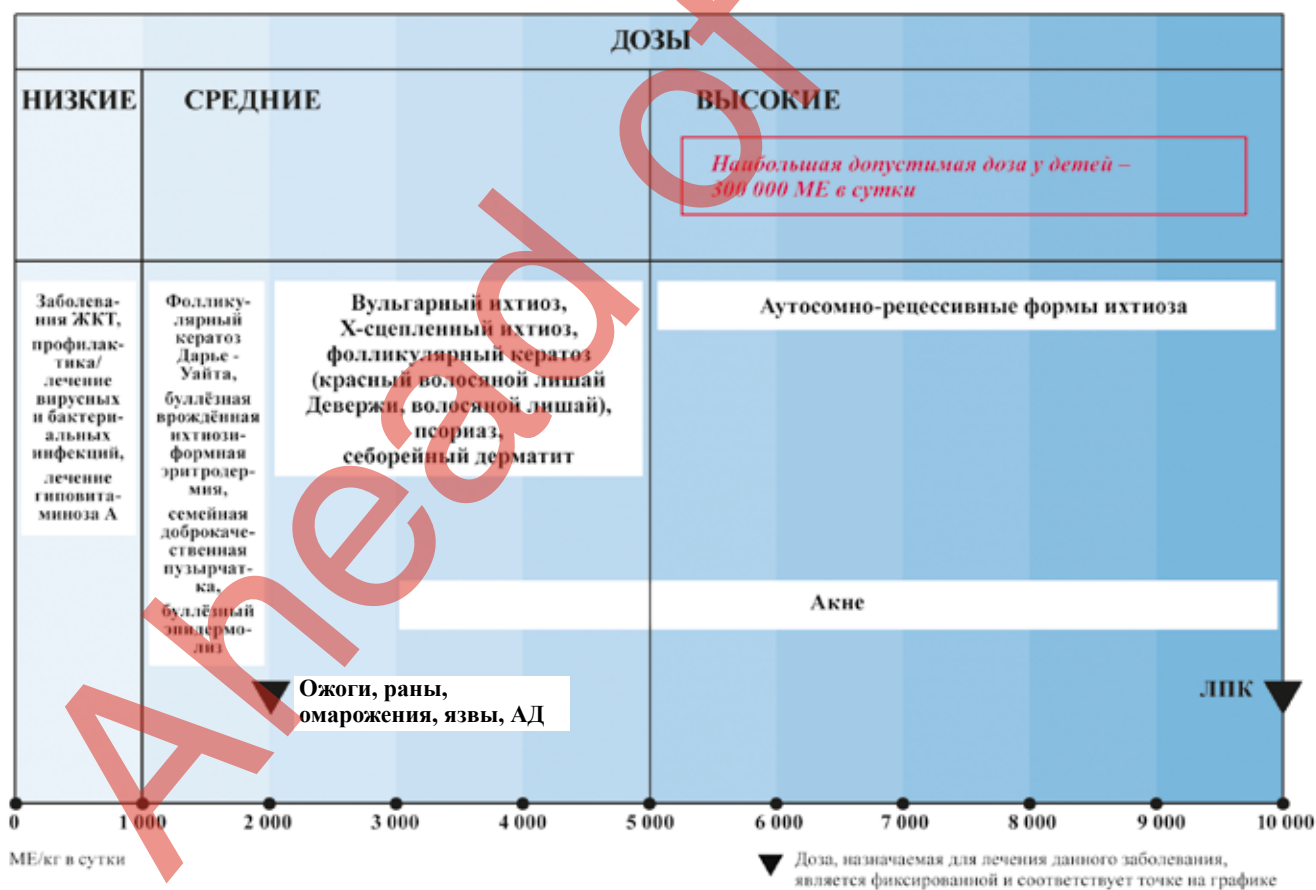 ДОЗЫ
НИЗКИЕ
СРЕДНИЕ
ВЫСОКИЕ
Наибольшая допустимая доза у детей –
300 000 МЕ в сутки
Заболева-
ния ЖКТ,
профилак-
тика/
лечение
вирусных
и бактери-
альных
инфекций,
лечение
гиповита-
миноза А
Фоллику-
лярный
кератоз
Дарье -
Уайта,
буллёзная
врождённая
ихтиози-
формная
эритродер-
мия,
семейная
доброкаче-
ственная
пузырчат-
ка,
буллёзный
эпидермо-
лиз
Вульгарный ихтиоз,
Х-сцепленный ихтиоз,
фолликулярный кератоз
(красный волосяной лишай
Девержи, волосяной лишай),
псориаз,
себорейный дерматит
Аутосомно-рецессивные формы ихтиоза
Акне
Ожоги, раны,
омарожения, язвы, АД
ЛПК
0 1 000 2 000 3 000 4 000 5 000 6 000 7 000 8 000 9 000 10 000
МЕ/кг в сутки
Доза, назначаемая для лечения данного заболевания,
является фиксированной и соответствует точке на графике
Ahead of